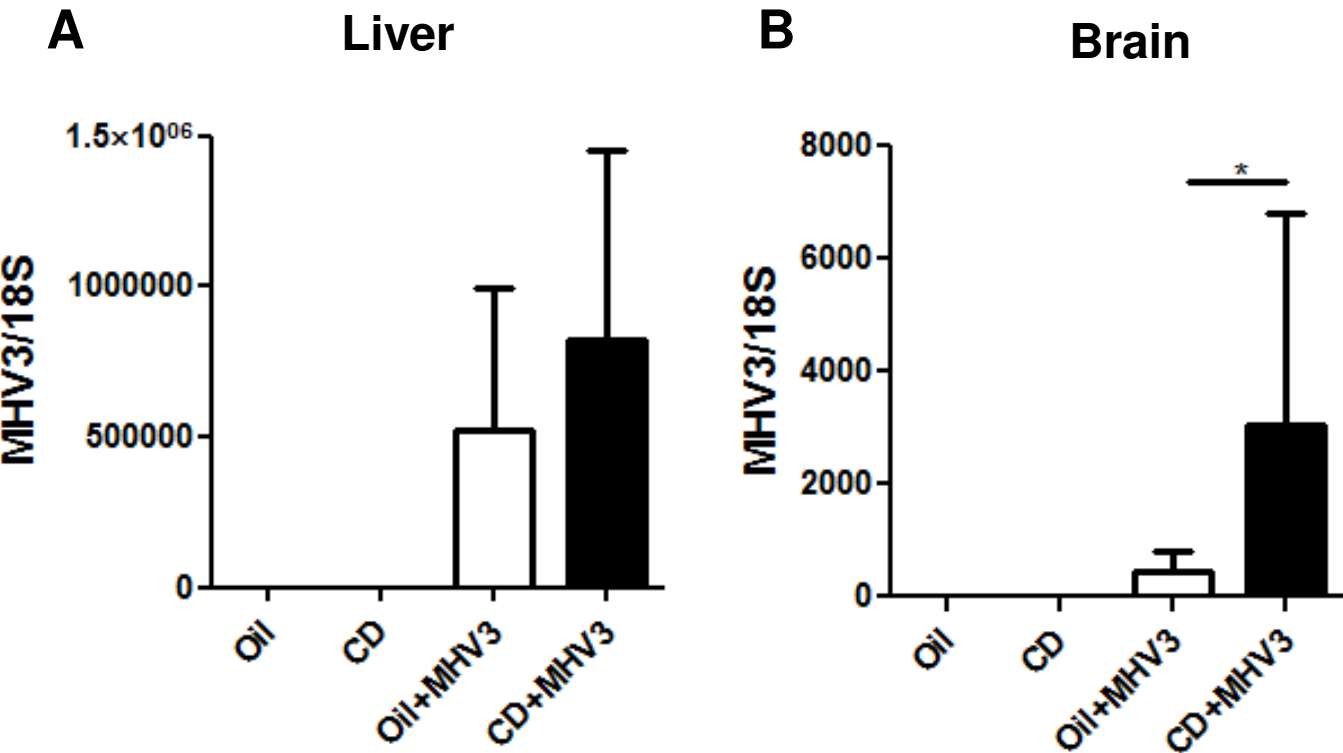 A
Liver
MHV3/18S
1.5×10⁰⁶
1000000
500000
0
Oil
CD
Oil+MHV3
CD+MHV3
B
Brain
MHV3/18S
8000
6000
4000
2000
0
*
Oil
CD
Oil+MHV3
CD+MHV3